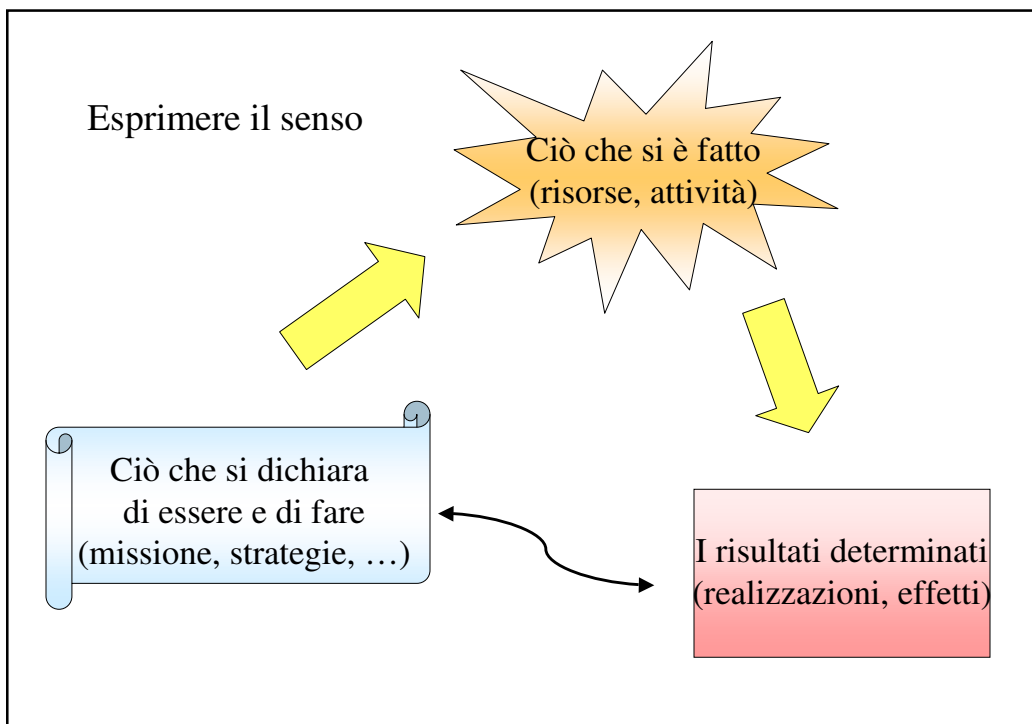 Esprimere il senso
Ciò che si è fatto
(risorse, attività)
Ciò che si dichiara
di essere e di fare
(missione, strategie, …)
I risultati determinati
(realizzazioni, effetti)